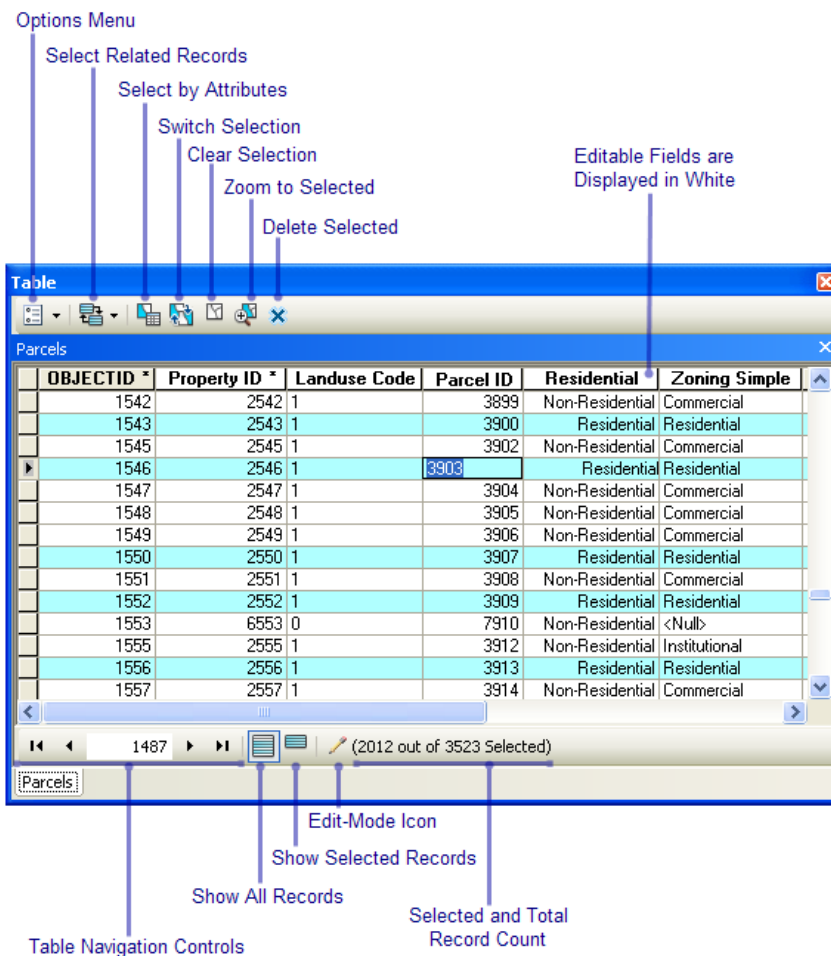 Options Menu
Select Related Records
Select by Attributes
Switch Selection
Clear Selection
Zoom to Selected
Delete Selected
Editable Fields are
Displayed in White
Table
Parcels
OBJECTID * Property ID * Landuse Code Parcel ID Residential Zoning Simple
1542 2542 1 3899 Non-Residential Commercial
1543 2543 1 3900 Residential Residential
1545 2545 1 3902 Non-Residential Commercial
1546 2546 1 3903 Residential Residential
1547 2547 1 3904 Non-Residential Commercial
1548 2548 1 3905 Non-Residential Commercial
1549 2549 1 3906 Non-Residential Commercial
1550 2550 1 3907 Residential Residential
1551 2551 1 3908 Non-Residential Commercial
1552 2552 1 3909 Residential Residential
1553 6553 0 7910 Non-Residential <Null>
1555 2555 1 3912 Non-Residential Institutional
1556 2556 1 3913 Residential Residential
1557 2557 1 3914 Non-Residential Commercial
1487 (2012 out of 3523 Selected)
Parcels
Edit-Mode Icon
Show Selected Records
Show All Records
Selected and Total
Record Count
Table Navigation Controls